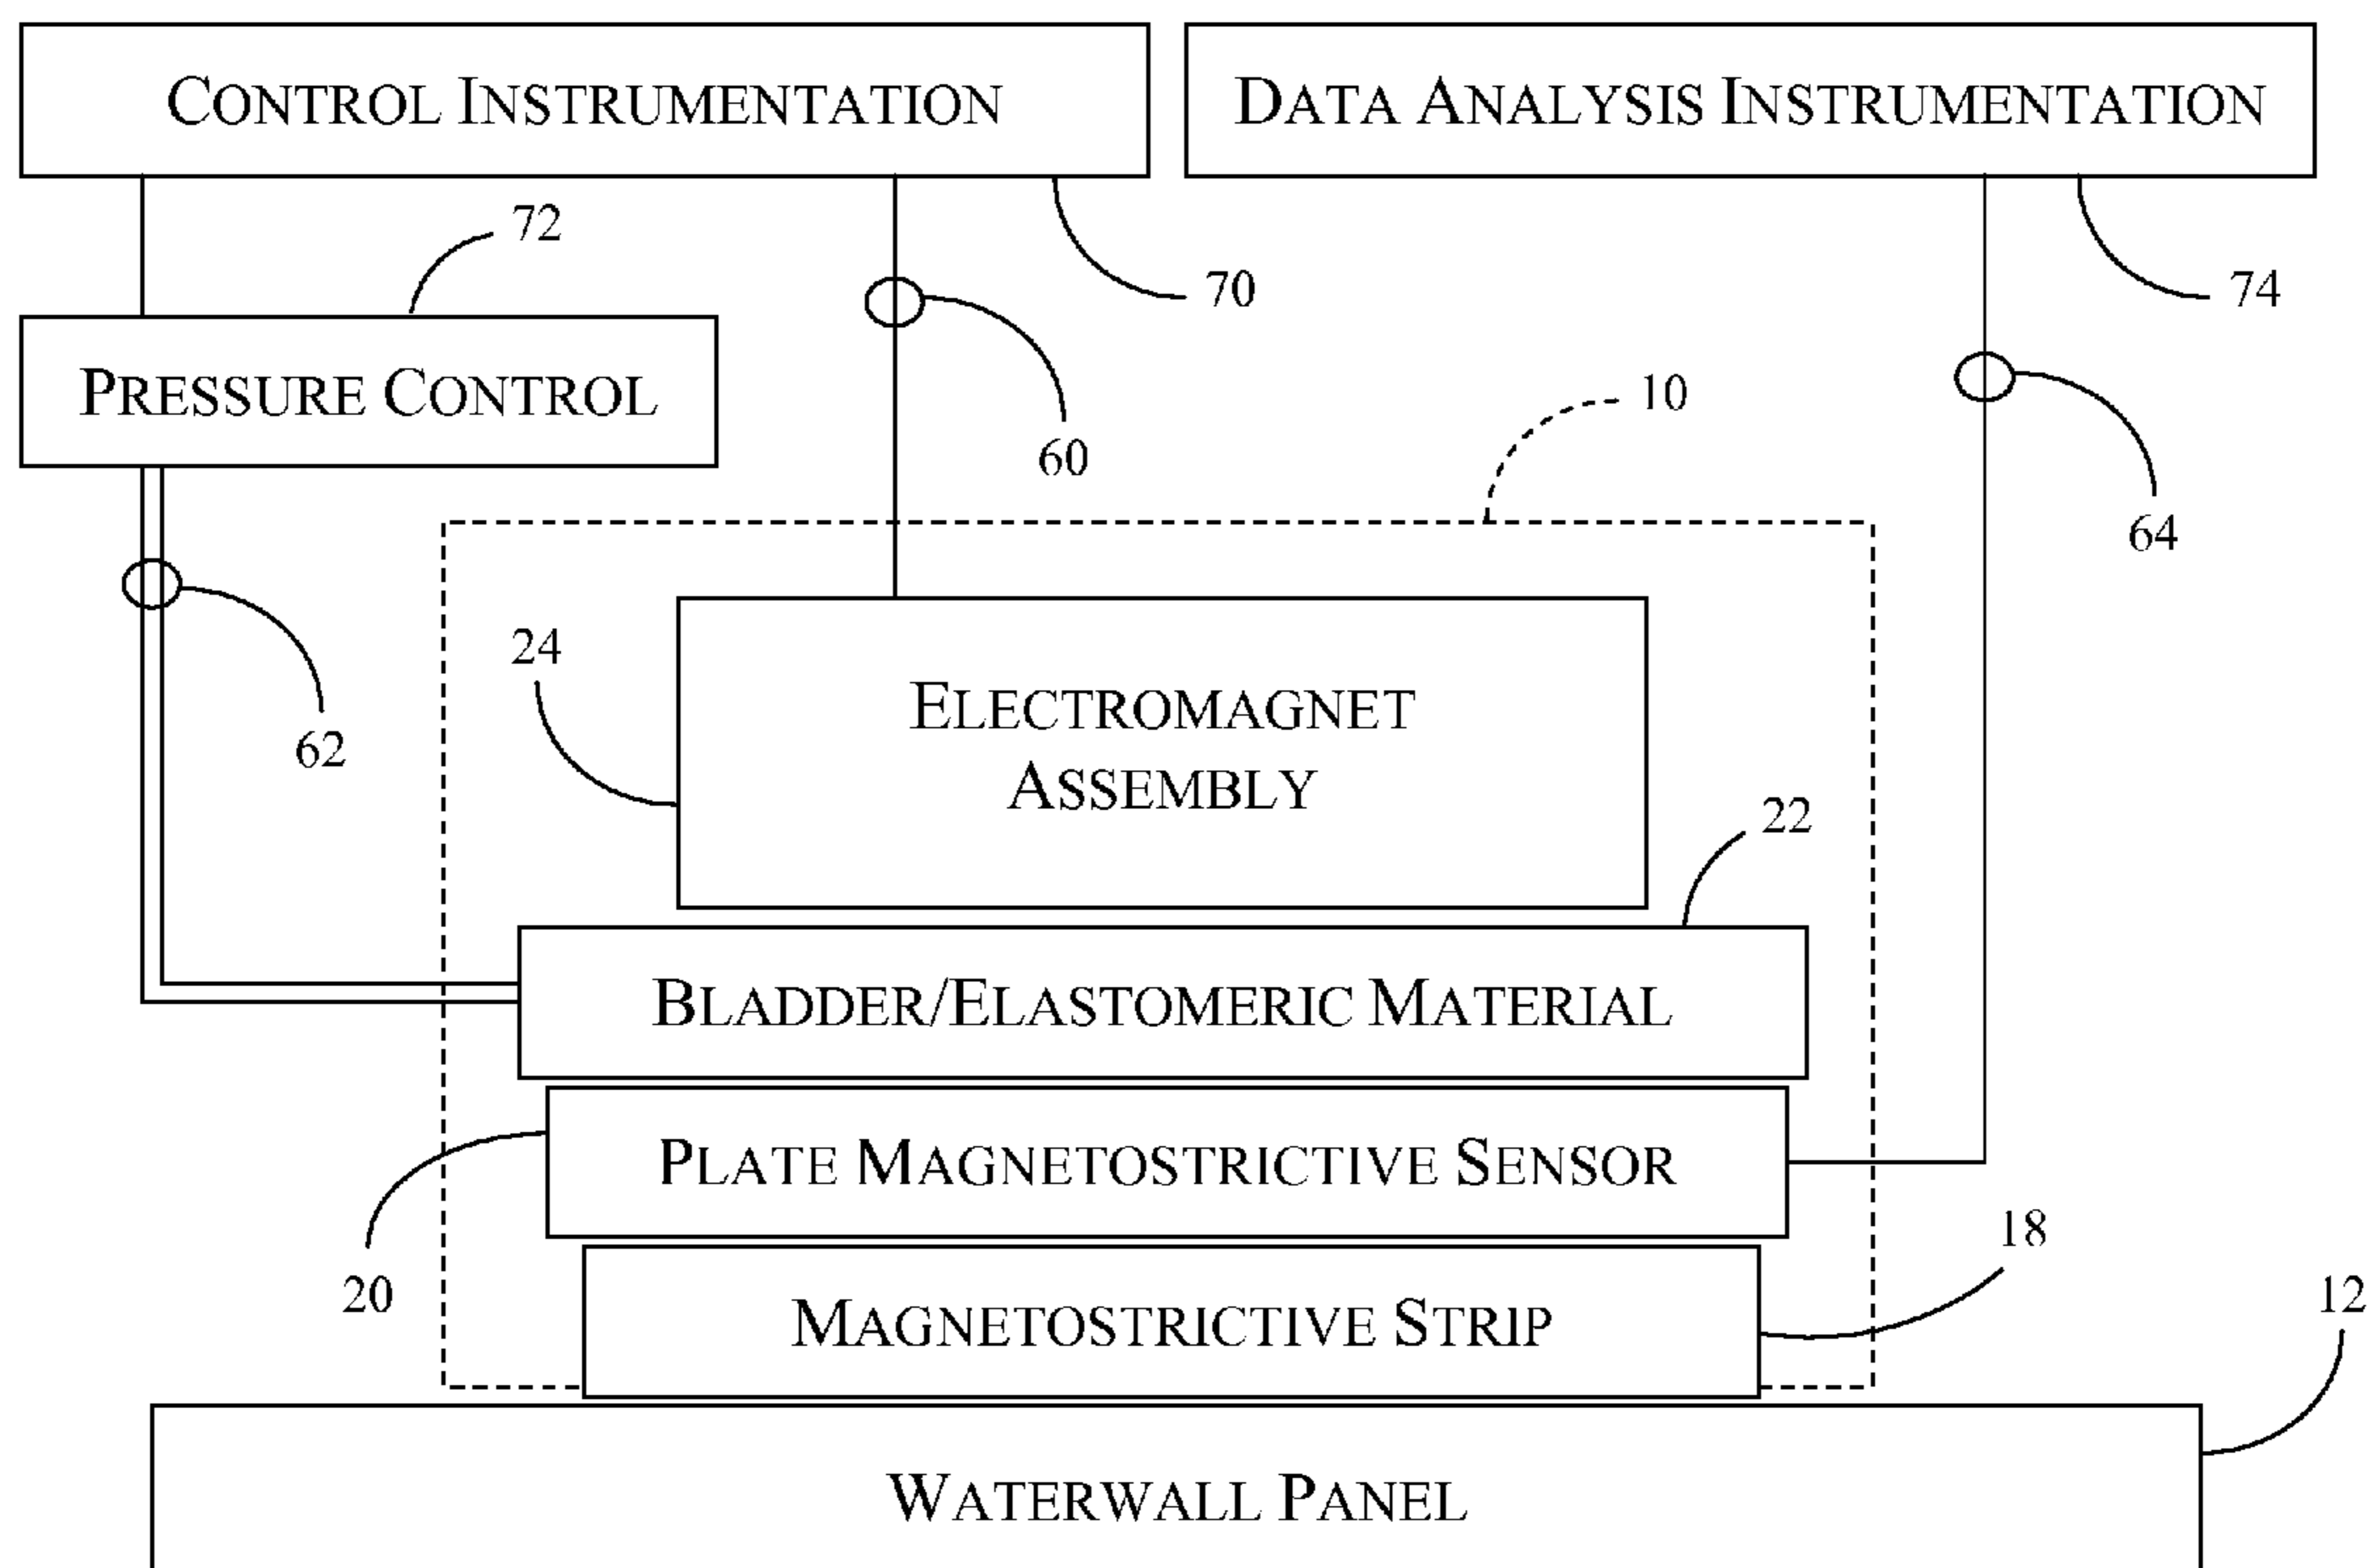 CONTROL INSTRUMENTATION
DATA ANALYSIS INSTRUMENTATION
72
70
74
PRESSURE CONTROL
10
60
64
24
ELECTROMAGNET
ASSEMBLY
62
22
BLADDER/ELASTOMERIC MATERIAL
PLATE MAGNETOSTRICTIVE SENSOR
18
20
MAGNETOSTRICTIVE STRIP
12
WATERWALL PANEL